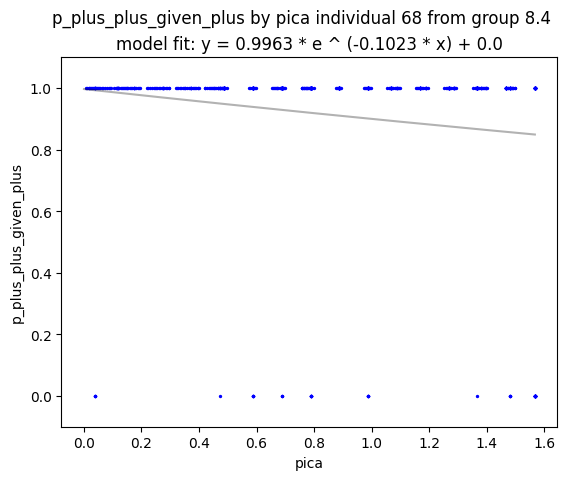 p_plus_plus_given_plus by pica individual 68 from group 8.4
model fit: y = 0.9963 * e ^ (-0.1023 * x) + 0.0
p_plus_plus_given_plus
1.0
0.8
0.6
0.4
0.2
0.0
0.0 0.2 0.4 0.6 0.8 1.0 1.2 1.4 1.6
pica